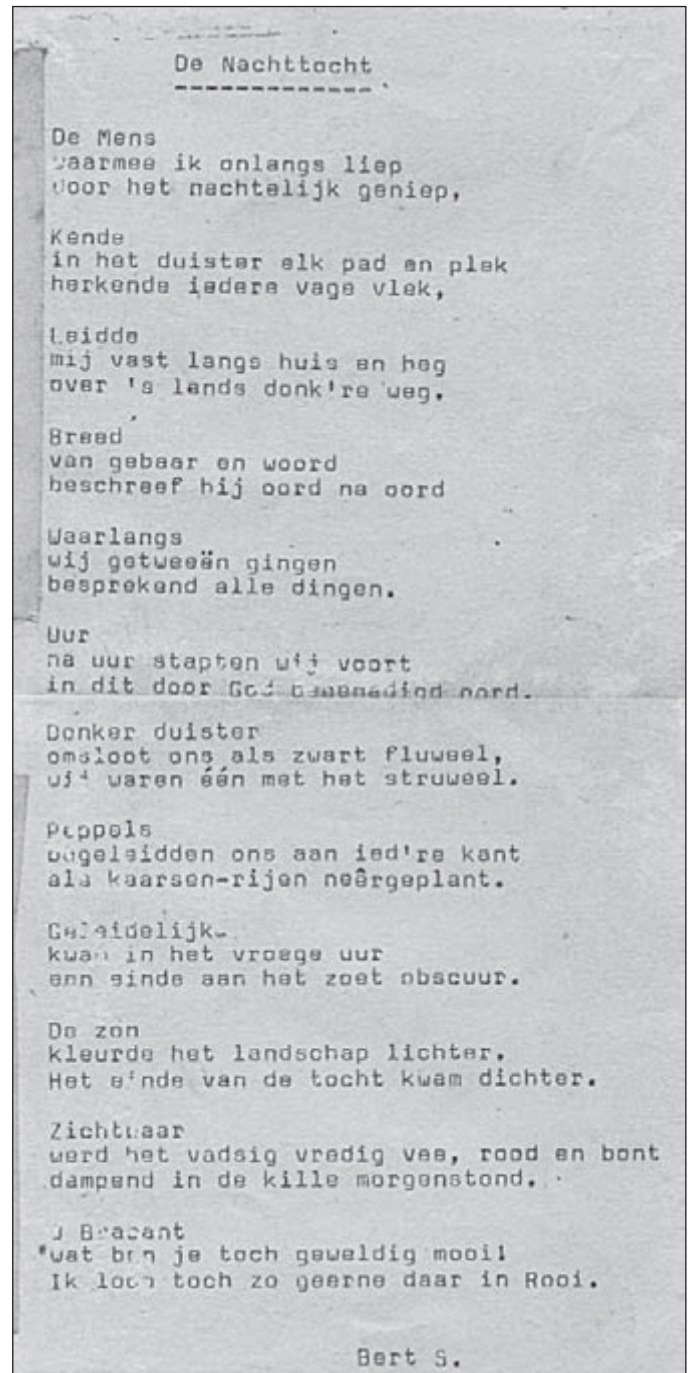 De Nachttocht
-------------
De Mens
waarmee ik onlangs liep
door het nachtelijk geniep,
Kende
in het duister elk pad en plek
herkende iedere vage vlek,
Leidde
mij vast langs huis en heg
over 's lands donk're weg.
Breed
van gebaar en woord
beschreef hij oord na oord
Waarlangs
wij getweeën gingen
besprekend alle dingen.
Uur
na uur stapten wij voort
in dit door God oord.
Donker duister
omsloot ons als zwart fluweel,
wij waren één met het struweel.
Peppels
begeleidden ons aan ied're kant
als kaarsen-rijen neêrgeplant.
Geleidelijk
kwam in het vroege uur
een einde aan het zoet obscuur.
De zon
kleurde het landschap lichter.
Het einde van de tocht kwam dichter.
Zichtbaar
werd het vadsig vredig vee, rood en bont
dampend in de kille morgenstond.
O Brabant
wat ben je toch geweldig mooi!
Ik loop toch zo geerne daar in Rooi.
Bert S.